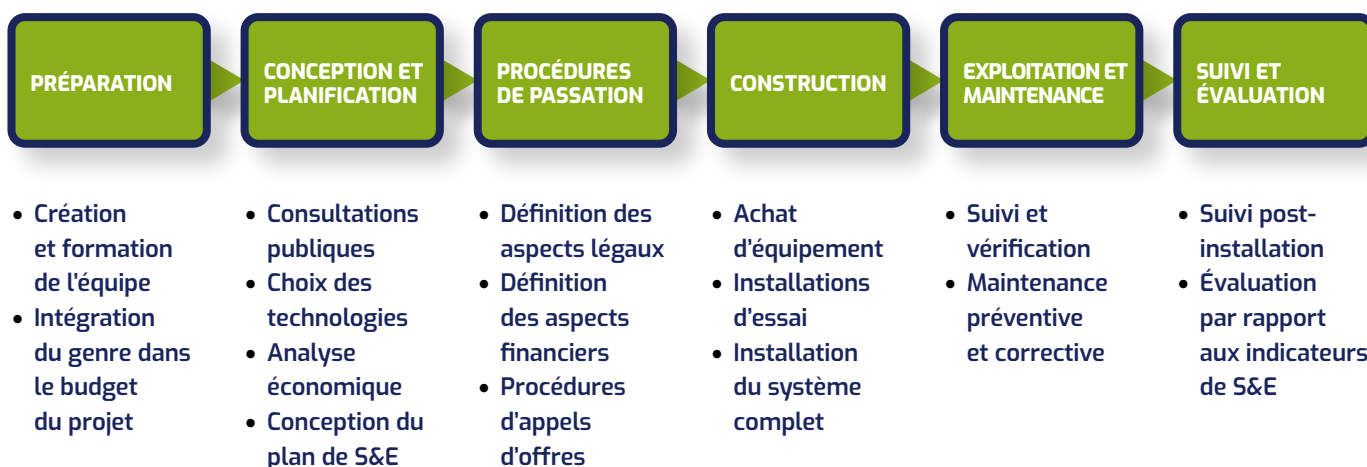 PRÉPARATION
CONCEPTION ET
PLANIFICATION
PROCÉDURES
DE PASSATION
CONSTRUCTION
EXPLOITATION ET
MAINTENANCE
SUIVI ET
ÉVALUATION
• Création
et formation
de l’équipe
• Intégration
du genre dans
le budget
du projet
• Consultations
publiques
• Choix des
technologies
• Analyse
économique
• Conception du
plan de S&E
• Définition des
aspects légaux
• Définition
des aspects
financiers
• Procédures
d’appels
d’offres
• Achat
d’équipement
• Installations
d’essai
• Installation
du système
complet
• Suivi et
vérification
• Maintenance
préventive
et corrective
• Suivi post-
installation
• Évaluation
par rapport
aux indicateurs
de S&E